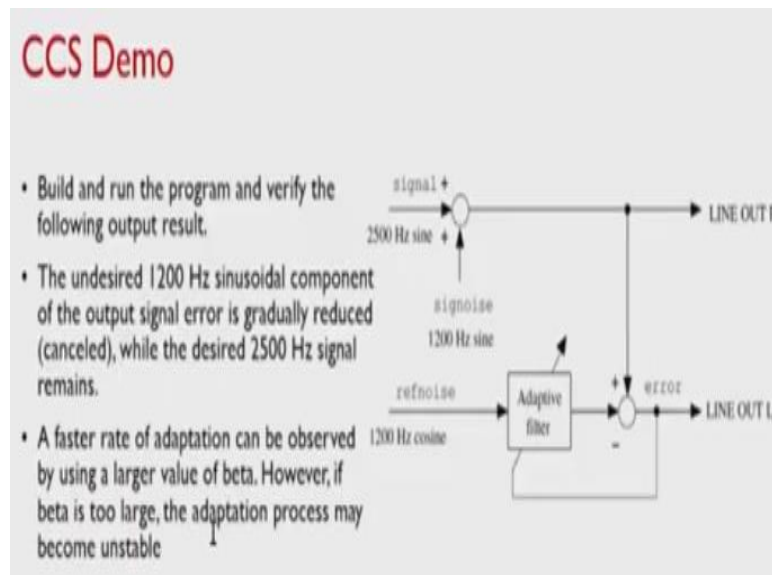 CCS Demo
• Build and run the program and verify the
following output result.
• The undesired 1200 Hz sinusoidal component
of the output signal error is gradually reduced
(canceled), while the desired 2500 Hz signal
remains.
• A faster rate of adaptation can be observed
by using a larger value of beta. However, if
beta is too large, the adaptation process may
become unstable
signal +
2500 Hz sine +
LINE OUT
signoise
1200 Hz sine
refnoise
1200 Hz cosine
Adaptive
filter
+
-
error
LINE OUT L